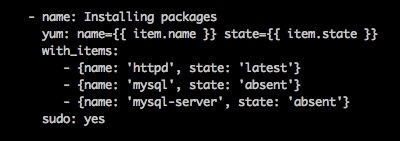 - name: Installing packages
  yum: name={{ item.name }} state={{ item.state }}
  with_items:
     - {name: 'httpd', state: 'latest'}
     - {name: 'mysql', state: 'absent'}
     - {name: 'mysql-server', state: 'absent'}
  sudo: yes